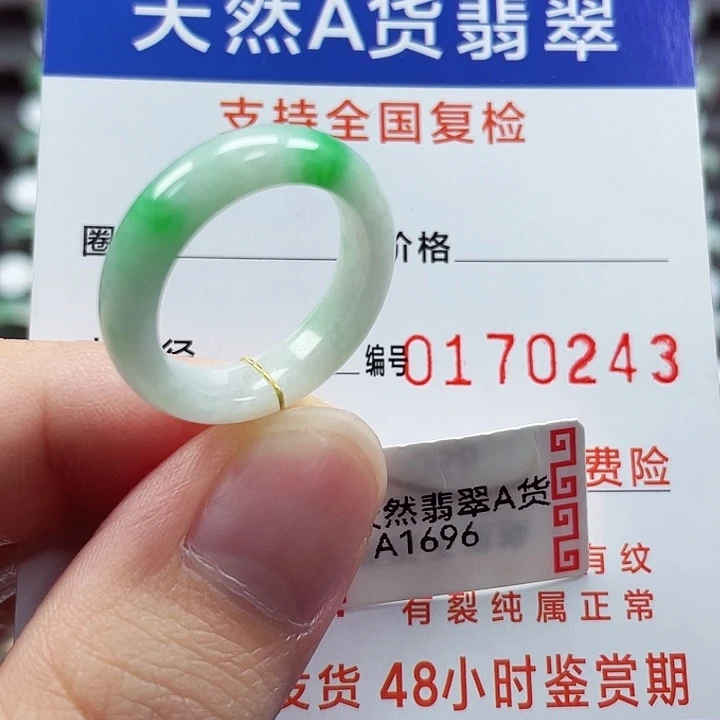 天然A货翡翠
支持全国复检
圈
价格
径
编号0170243
费险
然翡翠A货
A1696
有纹
有裂纯属正常
发货 48小时鉴赏期